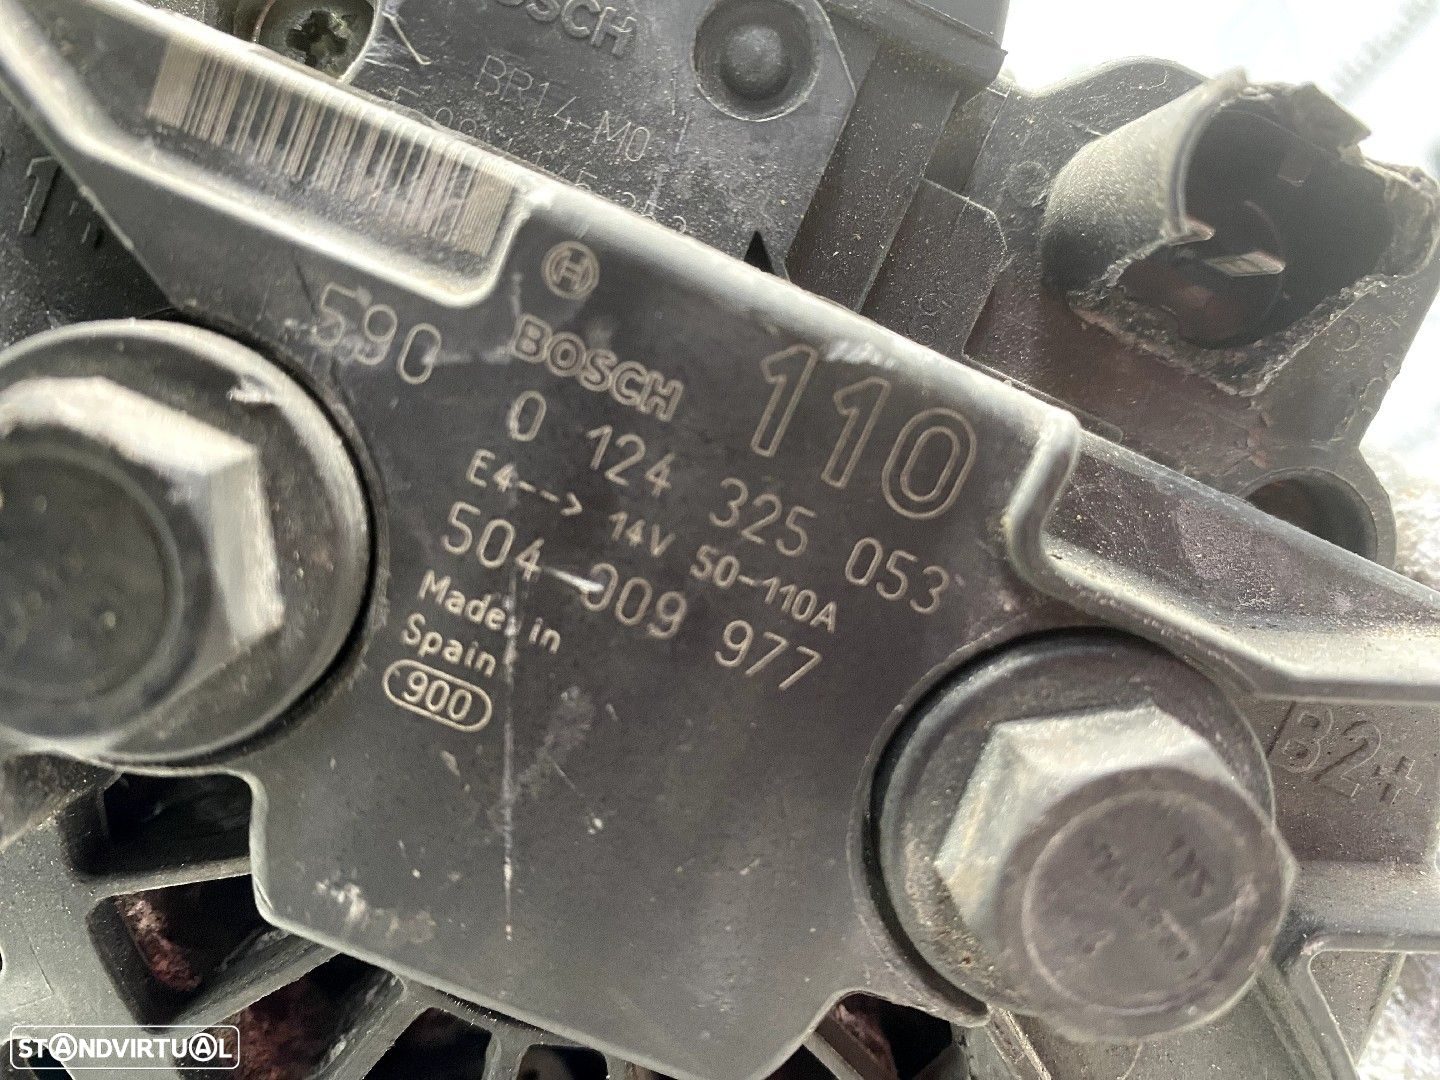 BOSCH
BR14-M0
590
BOSCH
110
0 124 325 053
E4--> 14V 50-110A
504 009 977
Made in
Spain
900
B2+
STANDVIRTUAL